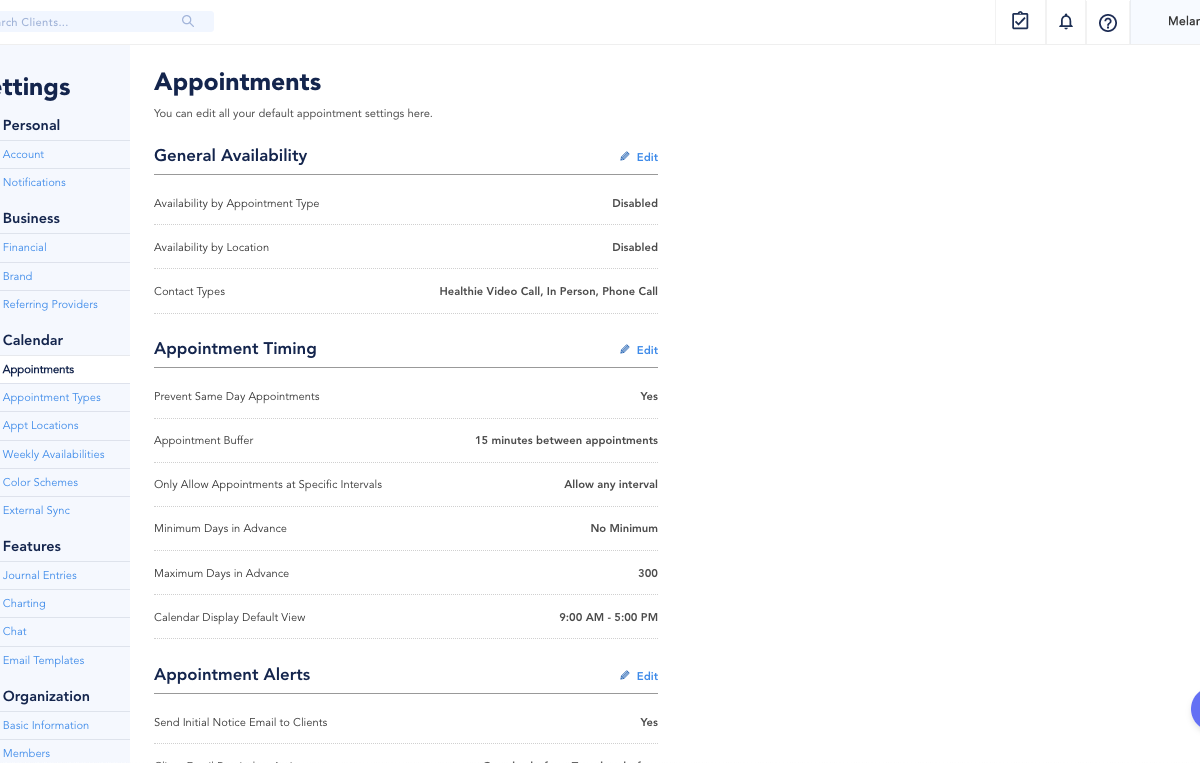 rch Clients...
Melan
ttings
Personal
Account
Notifications
Business
Financial
Brand
Referring Providers
Calendar
Appointments
Appointment Types
Appt Locations
Weekly Availabilities
Color Schemes
External Sync
Features
Journal Entries
Charting
Chat
Email Templates
Organization
Basic Information
Members
Appointments
You can edit all your default appointment settings here.
General Availability Edit
Availability by Appointment Type Disabled
Availability by Location Disabled
Contact Types Healthie Video Call, In Person, Phone Call
Appointment Timing Edit
Prevent Same Day Appointments Yes
Appointment Buffer 15 minutes between appointments
Only Allow Appointments at Specific Intervals Allow any interval
Minimum Days in Advance No Minimum
Maximum Days in Advance 300
Calendar Display Default View 9:00 AM - 5:00 PM
Appointment Alerts Edit
Send Initial Notice Email to Clients Yes